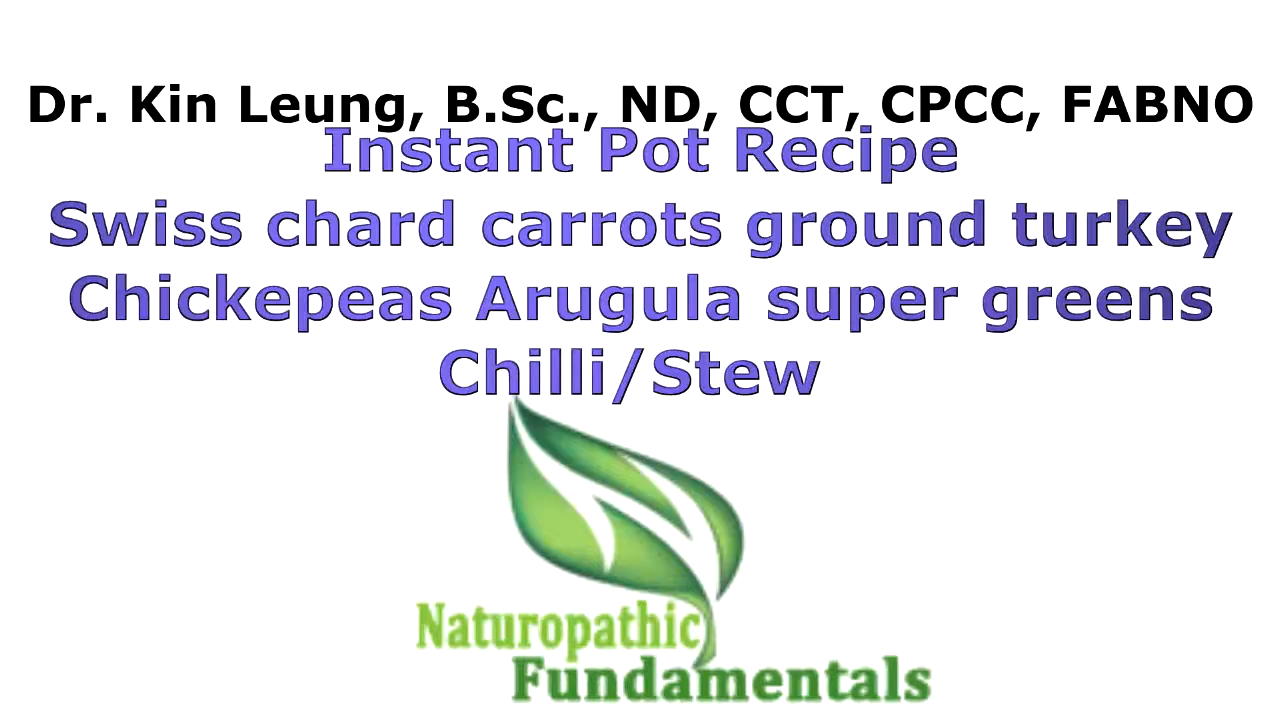 Dr. Kin Leung, B.Sc., ND, CCT, CPCC, FABNO
Instant Pot Recipe
Swiss chard carrots ground turkey
Chickepeas Arugula super greens
Chilli/Stew
Naturopathic
Fundamentals